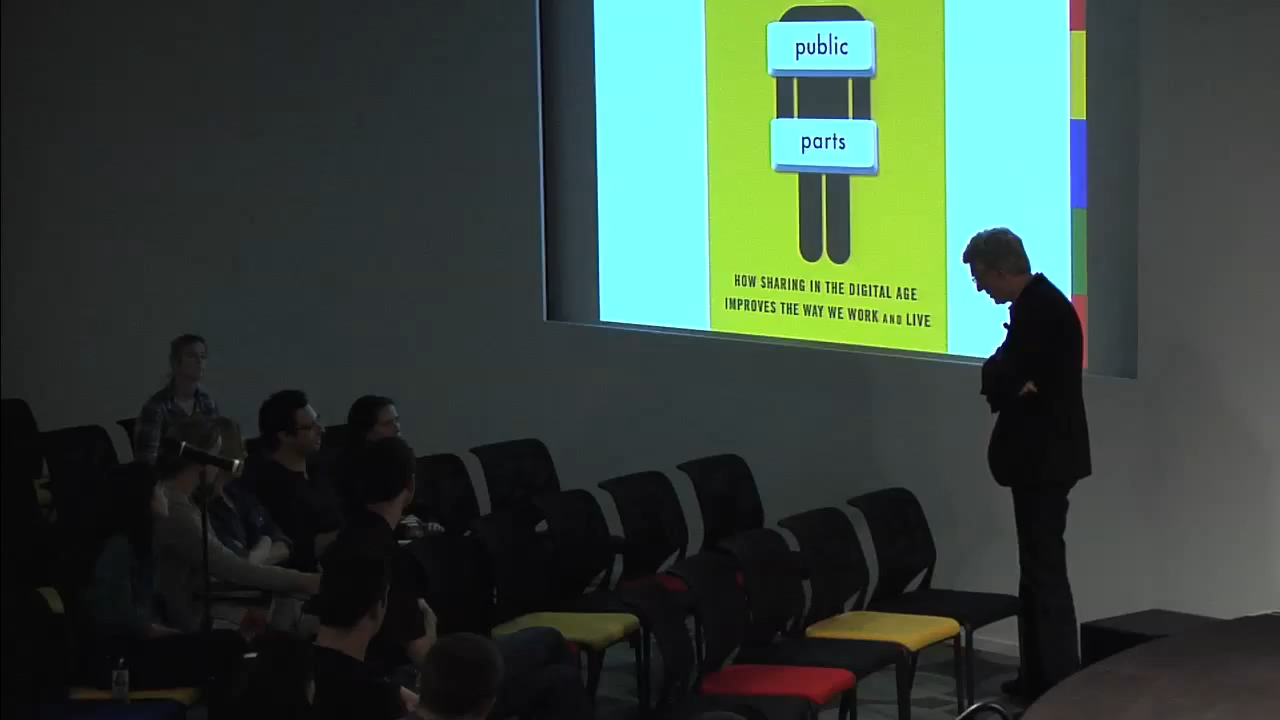 public
parts
HOW SHARING IN THE DIGITAL AGE
IMPROVES THE WAY WE WORK AND LIVE